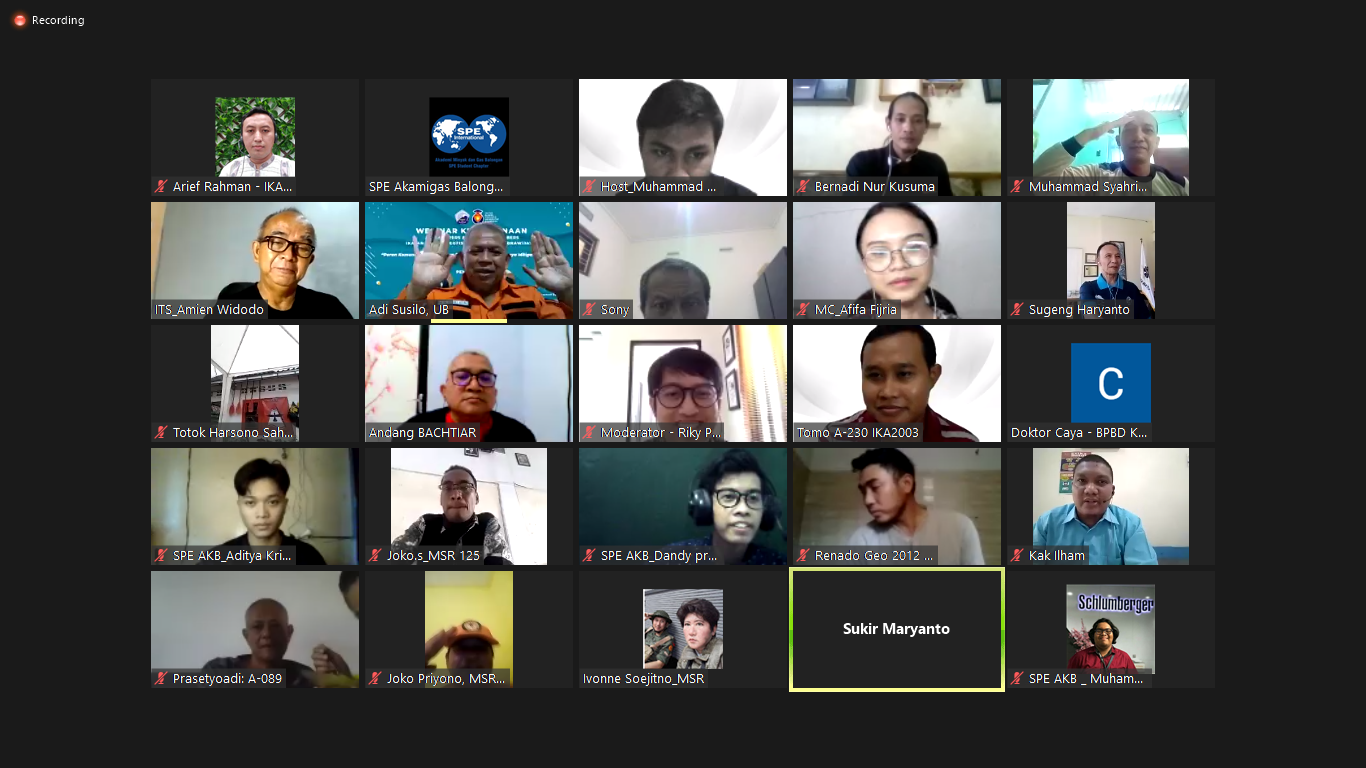 Recording
Arief Rahman - IKA...
SPE
International
Akademi Minyak dan Gas Balongan
SPE Student Chapter
SPE Akamigas Balong...
Host_Muhammad ...
Bernadi Nur Kusuma
Muhammad Syahri...
ITS_Amien Widodo
Adi Susilo, UB
Sony
MC_Afifa Fijria
Sugeng Haryanto
Totok Harsono Sah...
Andang BACHTIAR
Moderator - Riky P...
Tomo A-230 IKA2003
C
Doktor Caya - BPBD K...
SPE AKB_Aditya Kri...
Joko.s_MSR 125
SPE AKB_Dandy pr...
Renado Geo 2012 ...
Kak Ilham
Prasetyoadi: A-089
Joko Priyono, MSR...
Ivonne Soejitno_MSR
Sukir Maryanto
Schlumberger
SPE AKB _ Muham...